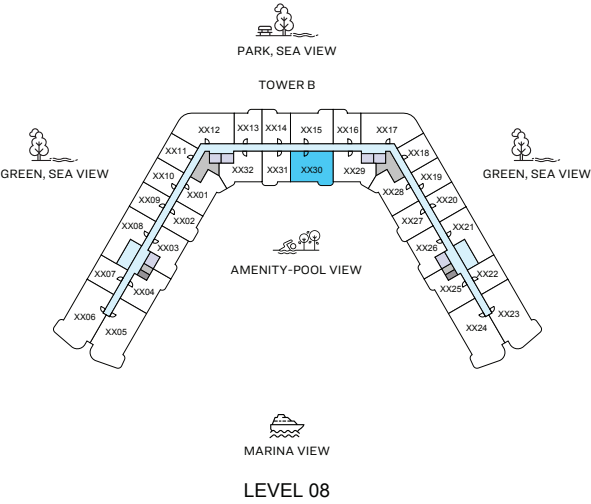 PARK, SEA VIEW
TOWER B
XX12 XX13 XX14 XX15 XX16 XX17
XX11 XX18
GREEN, SEA VIEW GREEN, SEA VIEW
XX10 XX32 XX31 XX30 XX29 XX19
XX09 XX01 XX28 XX20
XX08 XX02 XX27 XX21
XX03 XX26
AMENITY-POOL VIEW
XX07 XX04 XX25 XX22
XX06 XX05 XX24 XX23
MARINA VIEW
LEVEL 08